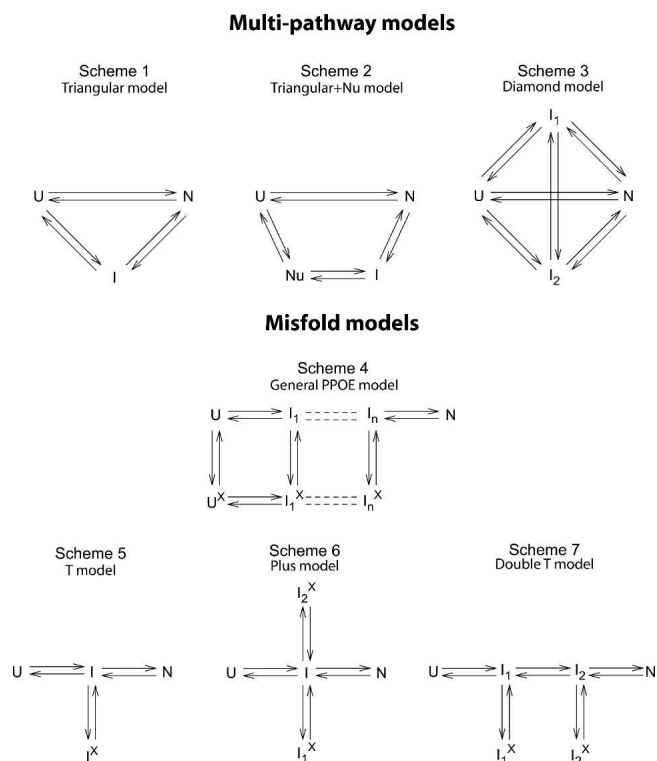 Multi-pathway models
Scheme 1
Triangular model
Scheme 2
Triangular+Nu model
Scheme 3
Diamond model
U N
I
U N
Nu I
I₁
U N
I₂
Misfold models
Scheme 4
General PPOE model
U I₁ Iₙ N
Uˣ I₁ˣ Iₙˣ
Scheme 5
T model
U I N
Iˣ
Scheme 6
Plus model
I₂ˣ
U I N
I₁ˣ
Scheme 7
Double T model
U I₁ I₂ N
I₁ˣ I₂ˣ